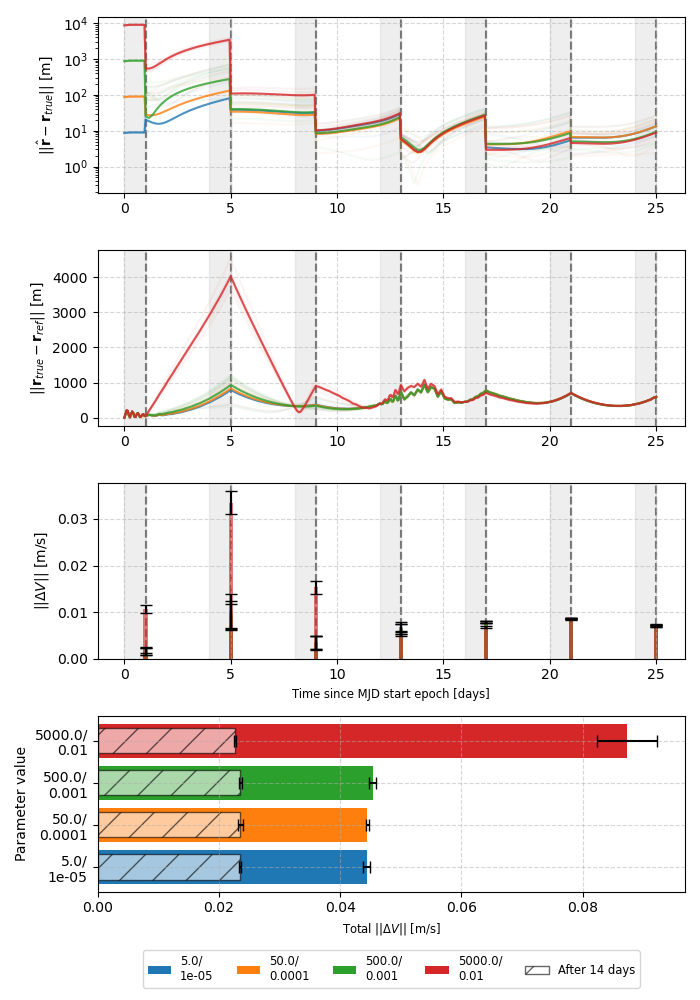 10⁴
10³
10²
10¹
10⁰
||r̂ − r_true|| [m]
0 5 10 15 20 25
4000
3000
2000
1000
0
||r_true − r_ref|| [m]
0 5 10 15 20 25
0.03
0.02
0.01
0.00
||ΔV|| [m/s]
0 5 10 15 20 25
Time since MJD start epoch [days]
Parameter value
5000.0/
0.01
500.0/
0.001
50.0/
0.0001
5.0/
1e-05
0.00 0.02 0.04 0.06 0.08
Total ||ΔV|| [m/s]
5.0/
1e-05
50.0/
0.0001
500.0/
0.001
5000.0/
0.01
After 14 days